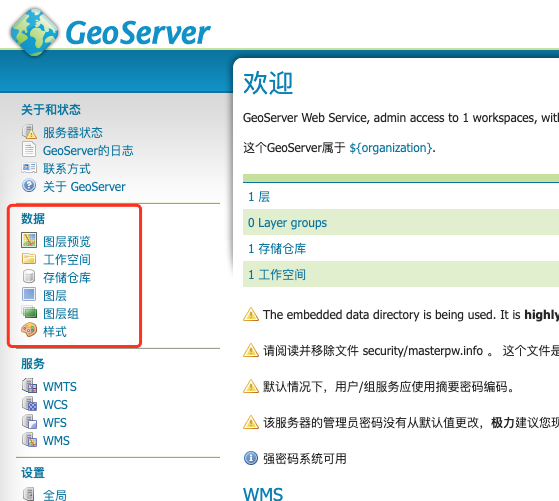 GeoServer
关于和状态
服务器状态
GeoServer的日志
联系方式
关于 GeoServer
数据
图层预览
工作空间
存储仓库
图层
图层组
样式
服务
WMTS
WCS
WFS
WMS
设置
全局
欢迎
GeoServer Web Service, admin access to 1 workspaces, with
这个GeoServer属于 ${organization}.
1 层
0 Layer groups
1 存储仓库
1 工作空间
The embedded data directory is being used. It is highly
请阅读并移除文件 security/masterpw.info 。 这个文件是
默认情况下，用户/组服务应使用摘要密码编码。
该服务器的管理员密码没有从默认值更改，极力建议您现
强密码系统可用
WMS